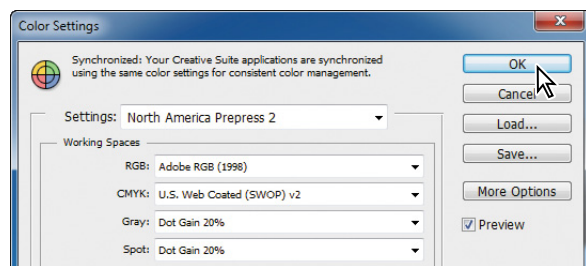 Color Settings
Synchronized: Your Creative Suite applications are synchronized
using the same color settings for consistent color management.
OK
Cancel
Settings: North America Prepress 2
Load...
Working Spaces
Save...
RGB: Adobe RGB (1998)
CMYK: U.S. Web Coated (SWOP) v2
More Options
Gray: Dot Gain 20%
Preview
Spot: Dot Gain 20%